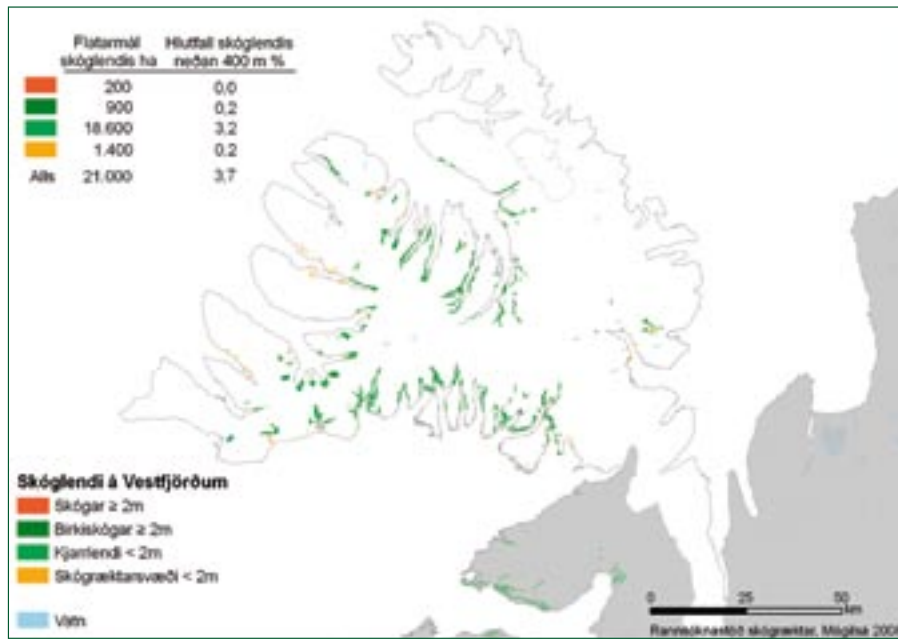 Flatarmál Hlutfall skóglendis
skóglendis ha neðan 400 m %
200 0,0
900 0,2
18.600 3,2
1.400 0,2
Alls 21.000 3,7
Skóglendi á Vestfjörðum
Skógar ≥ 2m
Birkiskógar ≥ 2m
Kjarrlendi < 2m
Skógræktarsvæði < 2m
Vatn
0 25 50
km
Rannsóknastöð skógræktar, Mógilsá